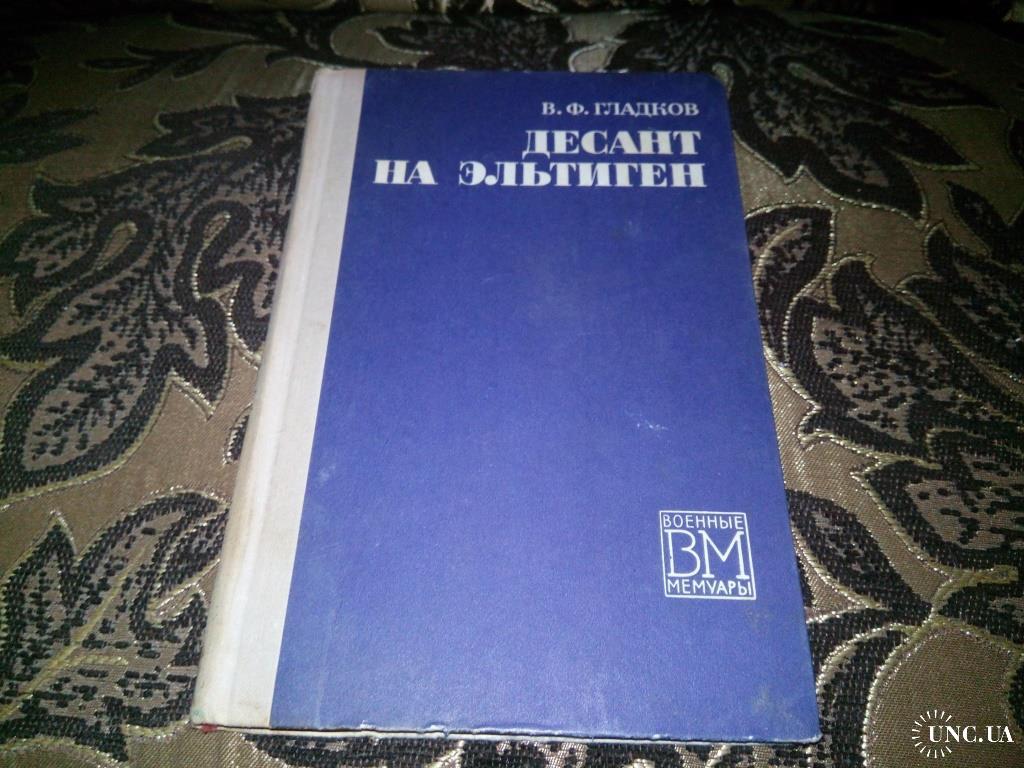 В. Ф. ГЛАДКОВ
ДЕСАНТ
НА ЭЛЬТИГЕН
ВОЕННЫЕ
ВМ
МЕМУАРЫ
UNC.UA